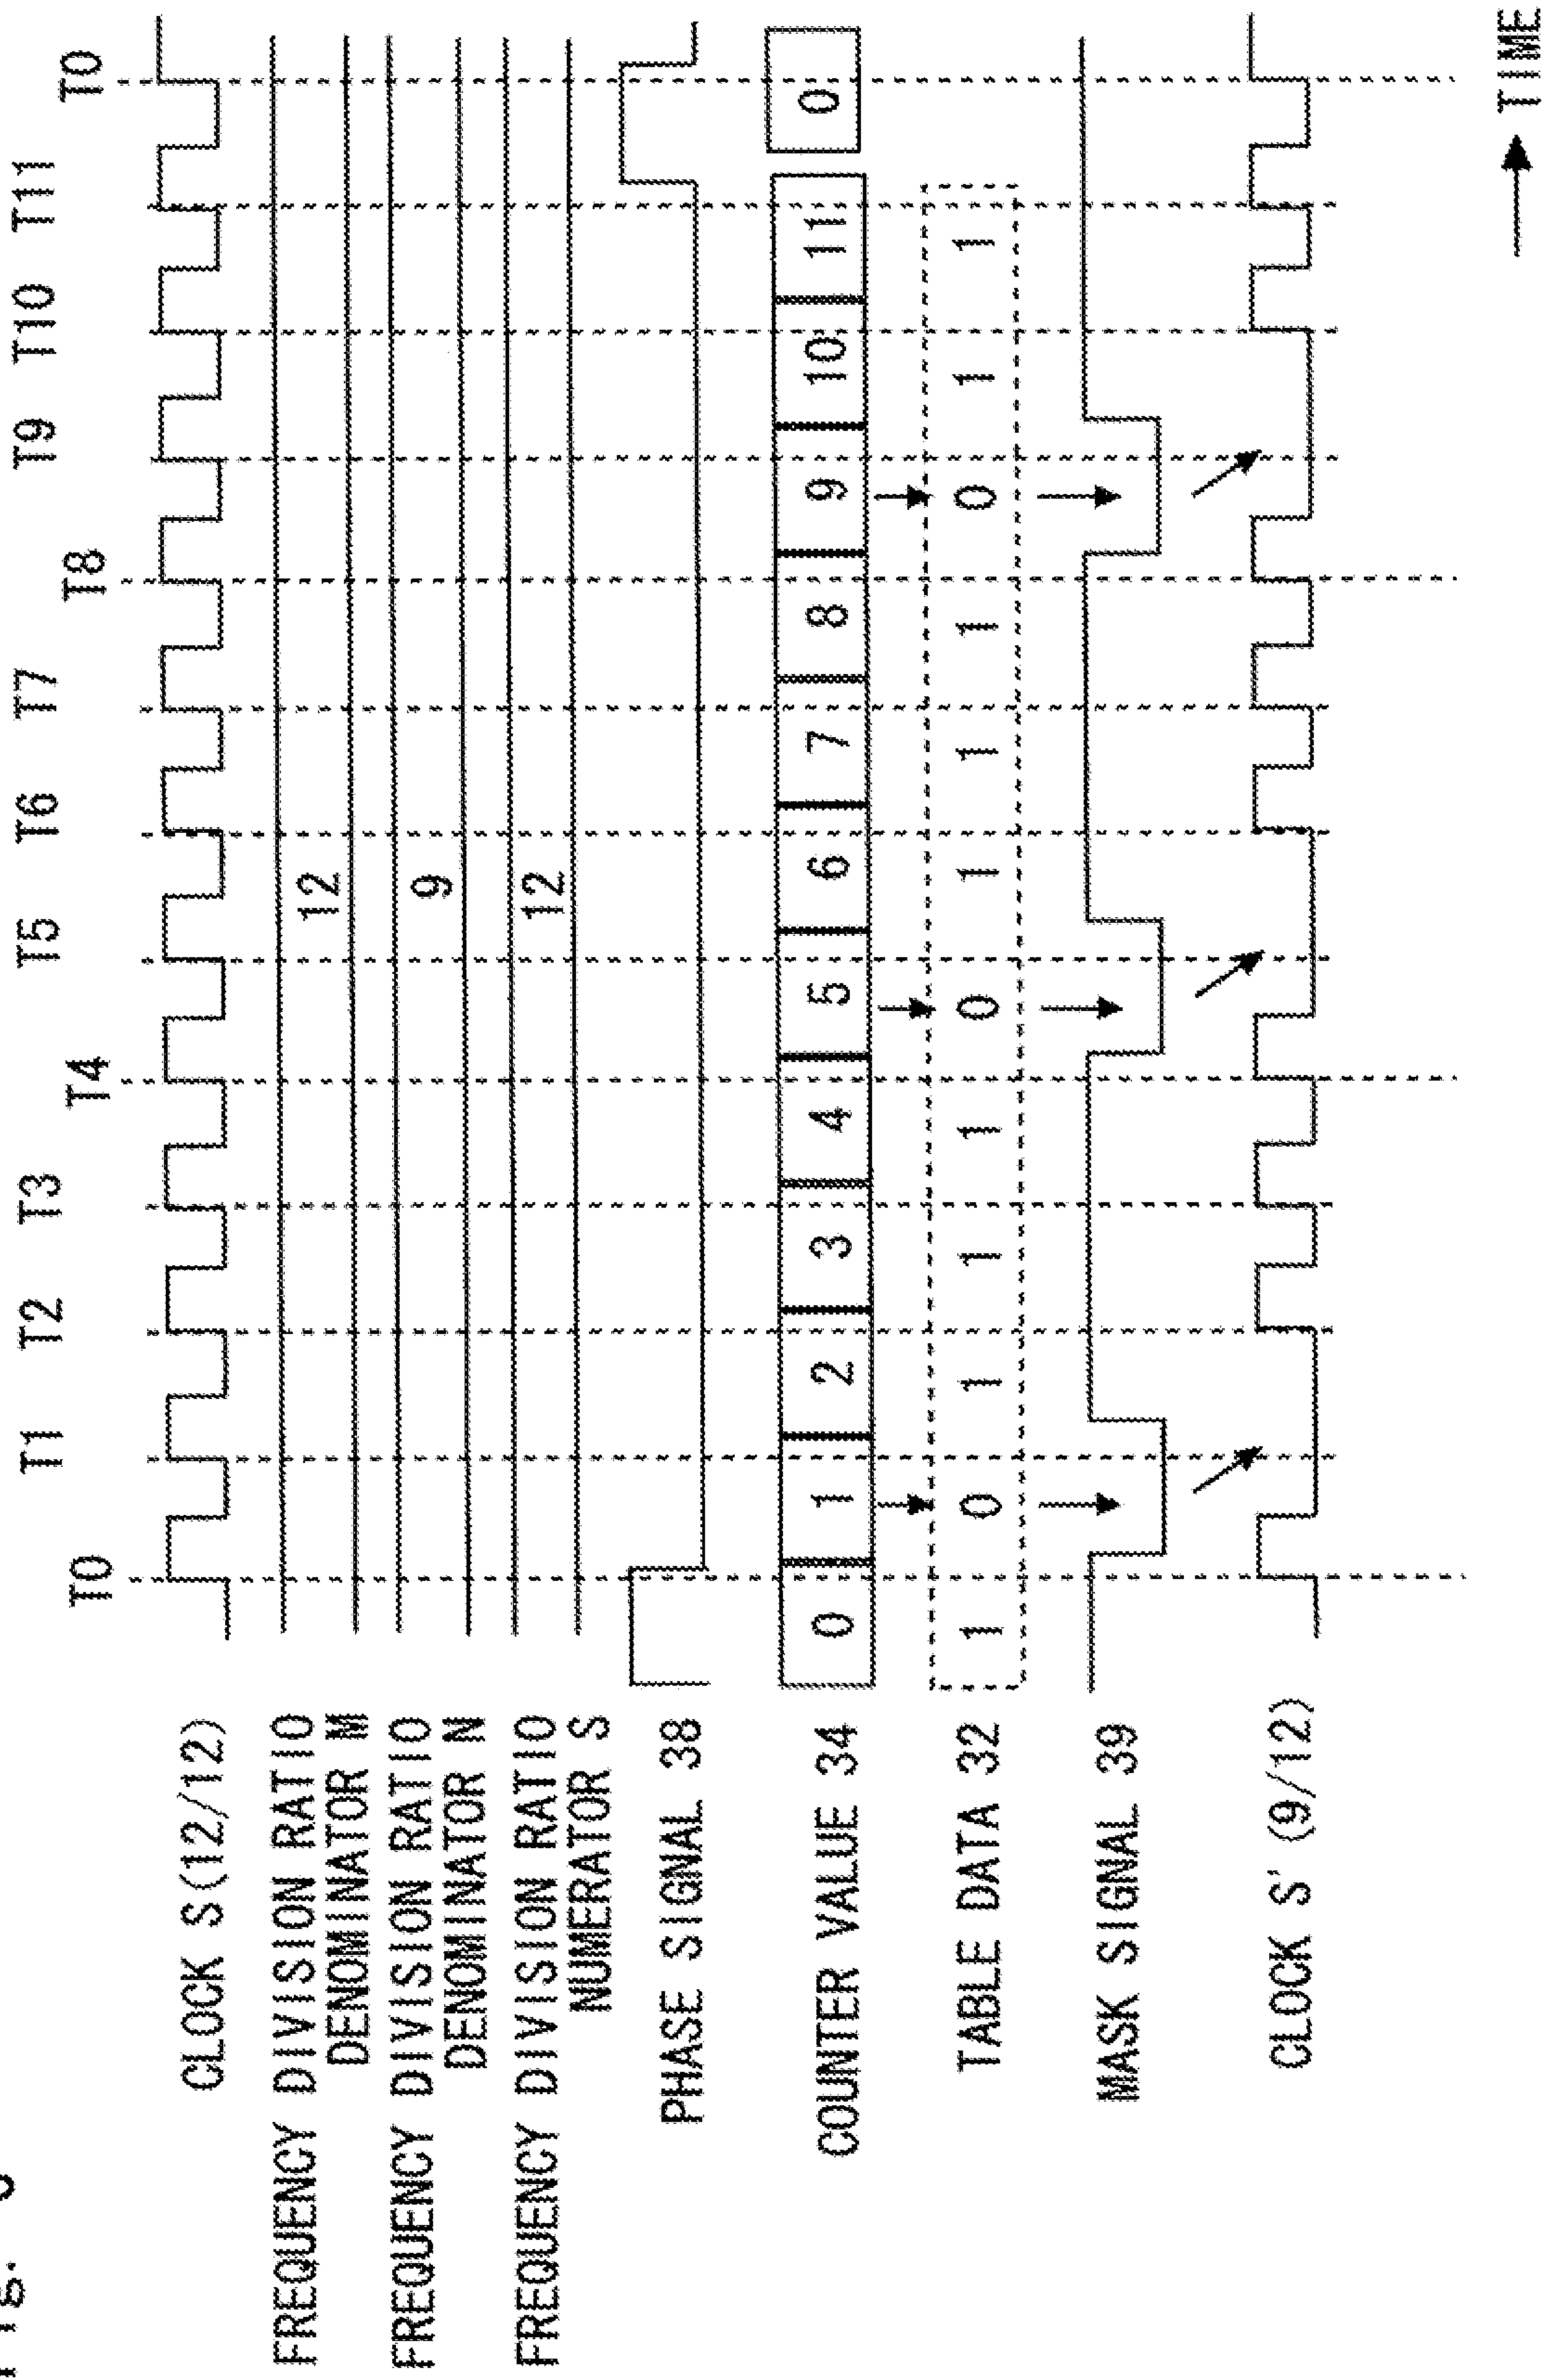 Fig.
T0 T1 T2 T3 T4 T5 T6 T7 T8 T9 T10 T11 T0
CLOCK S(12/12)
FREQUENCY DIVISION RATIO
DENOMINATOR M
12
FREQUENCY DIVISION RATIO
DENOMINATOR N
9
FREQUENCY DIVISION RATIO
NUMERATOR S
12
PHASE SIGNAL 38
COUNTER VALUE 34
0 1 2 3 4 5 6 7 8 9 10 11 0
TABLE DATA 32
1 0 1 1 1 0 1 1 1 0 1 1
MASK SIGNAL 39
CLOCK S' (9/12)
TIME